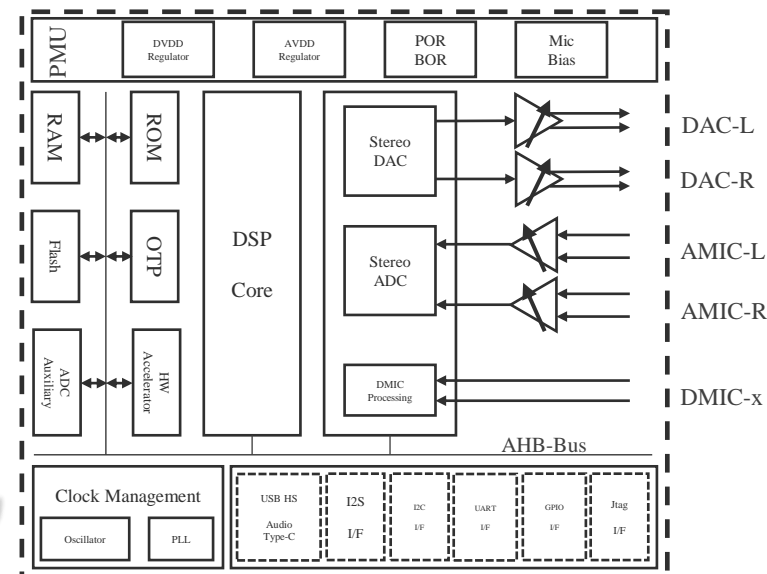 PMU
DVDD
Regulator
AVDD
Regulator
POR
BOR
Mic
Bias
RAM
ROM
Flash
OTP
ADC
Auxiliary
HW
Accelerator
DSP
Core
Stereo
DAC
Stereo
ADC
DMIC
Processing
DAC-L
DAC-R
AMIC-L
AMIC-R
DMIC-x
AHB-Bus
Clock Management
Oscillator
PLL
USB HS
Audio
Type-C
I2S
I/F
I2C
I/F
UART
I/F
GPIO
I/F
Jtag
I/F